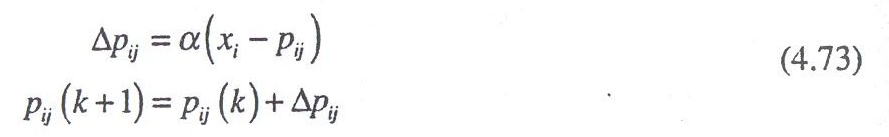 Δp_ij = α(x_i − p_ij)
(4.73)
p_ij (k+1) = p_ij (k) + Δp_ij